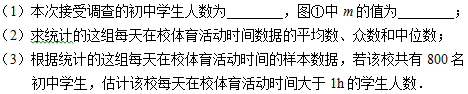 （1）本次接受调查的初中学生人数为________，图①中 m 的值为________；
（2）求统计的这组每天在校体育活动时间数据的平均数、众数和中位数；
（3）根据统计的这组每天在校体育活动时间的样本数据，若该校共有 800 名
初中学生，估计该校每天在校体育活动时间大于 1h 的学生人数．